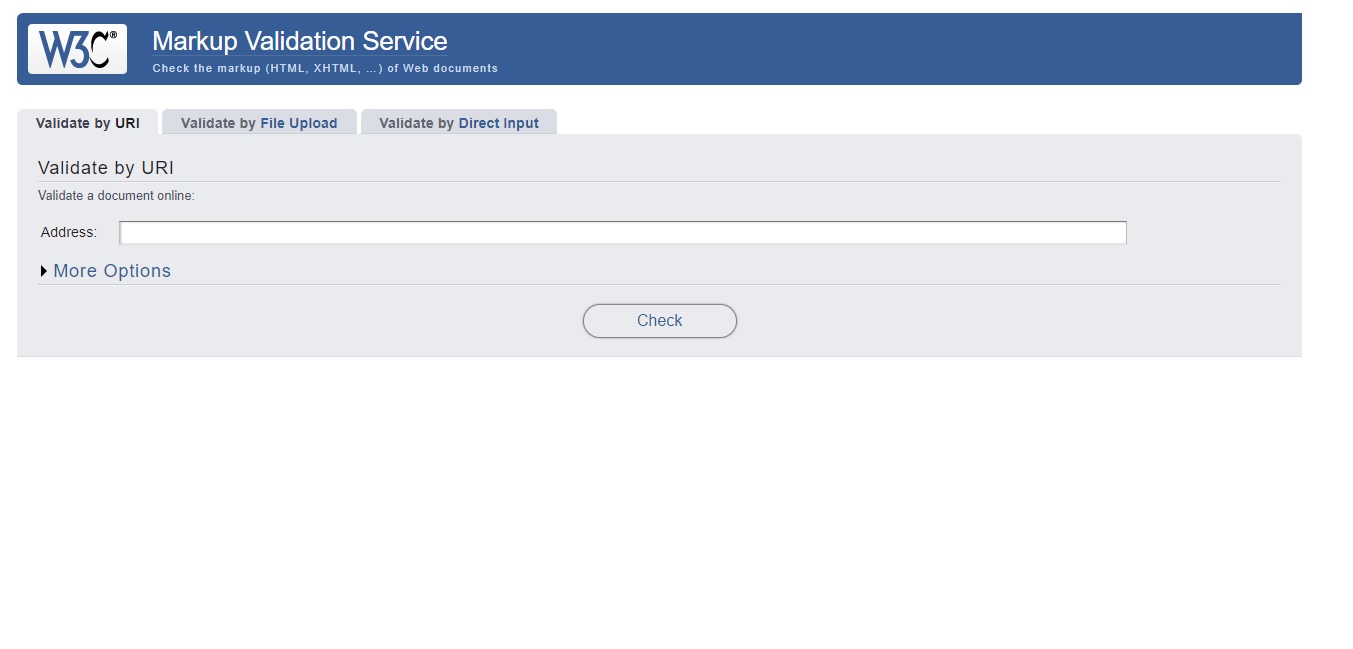 W3C® Markup Validation Service
Check the markup (HTML, XHTML, …) of Web documents
Validate by URI Validate by File Upload Validate by Direct Input
Validate by URI
Validate a document online:
Address:
More Options
Check